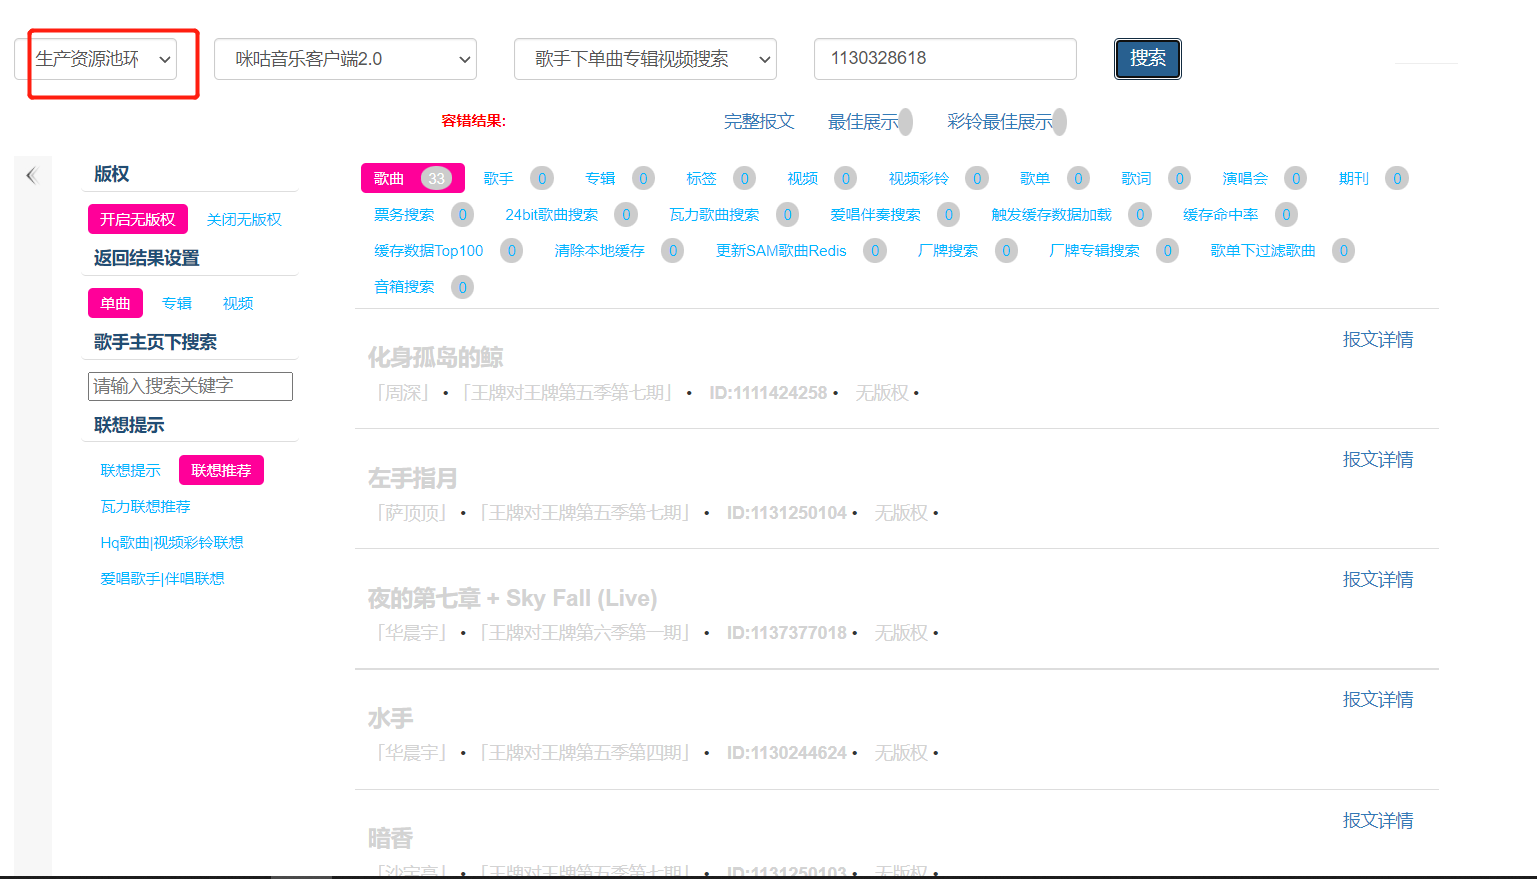 生产资源池环 咪咕音乐客户端2.0 歌手下单曲专辑视频搜索 1130328618 搜索
容错结果: 完整报文 最佳展示 彩铃最佳展示
版权
开启无版权 关闭无版权
返回结果设置
单曲 专辑 视频
歌手主页下搜索
请输入搜索关键字
联想提示
联想提示 联想推荐
瓦力联想推荐
Hq歌曲|视频彩铃联想
爱唱歌手|伴唱联想
歌曲 33 歌手 0 专辑 0 标签 0 视频 0 视频彩铃 0 歌单 0 歌词 0 演唱会 0 期刊 0
票务搜索 0 24bit歌曲搜索 0 瓦力歌曲搜索 0 爱唱伴奏搜索 0 触发缓存数据加载 0 缓存命中率 0
缓存数据Top100 0 清除本地缓存 0 更新SAM歌曲Redis 0 厂牌搜索 0 厂牌专辑搜索 0 歌单下过滤歌曲 0
音箱搜索 0
报文详情
化身孤岛的鲸
「周深」 • 「王牌对王牌第五季第七期」 • ID:1111424258 • 无版权 •
报文详情
左手指月
「萨顶顶」 • 「王牌对王牌第五季第七期」 • ID:1131250104 • 无版权 •
报文详情
夜的第七章 + Sky Fall (Live)
「华晨宇」 • 「王牌对王牌第六季第一期」 • ID:1137377018 • 无版权 •
报文详情
水手
「华晨宇」 • 「王牌对王牌第五季第四期」 • ID:1130244624 • 无版权 •
报文详情
暗香
「沙宝亮」 • 「王牌对王牌第五季第七期」 • ID:1131250103 • 无版权 •